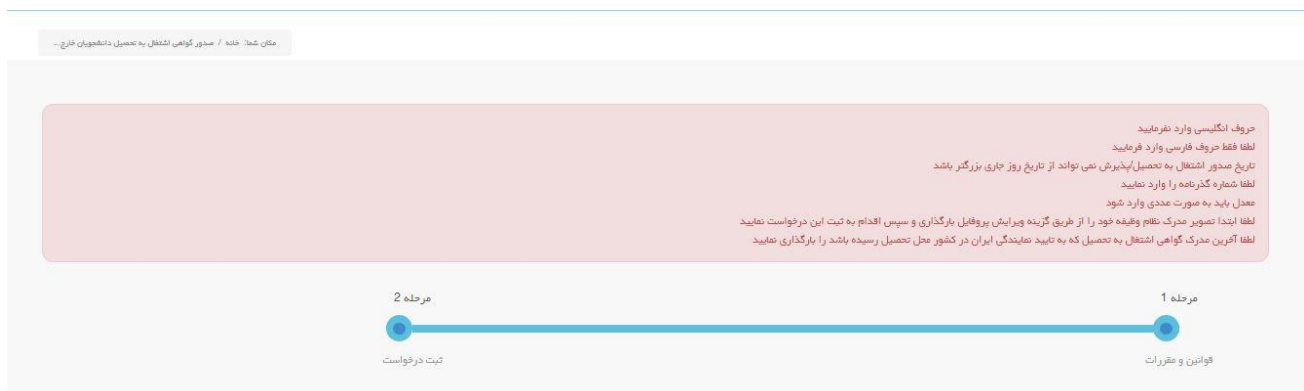 مکان شما: خانه / صدور گواهی اشتغال به تحصیل دانشجویان خارج...
حروف انگلیسی وارد نفرمایید
لطفا فقط حروف فارسی وارد فرمایید
تاریخ صدور اشتغال به تحصیل/پذیرش نمی تواند از تاریخ روز جاری بزرگتر باشد
لطفا شماره گذرنامه را وارد نمایید
معدل باید به صورت عددی وارد شود
لطفا ابتدا تصویر مدرک نظام وظیفه خود را از طریق گزینه ویرایش پروفایل بارگذاری و سپس اقدام به ثبت این درخواست نمایید
لطفا آخرین مدرک گواهی اشتغال به تحصیل که به تایید نمایندگی ایران در کشور محل تحصیل رسیده باشد را بارگذاری نمایید
مرحله 1
مرحله 2
قوانین و مقررات
ثبت درخواست